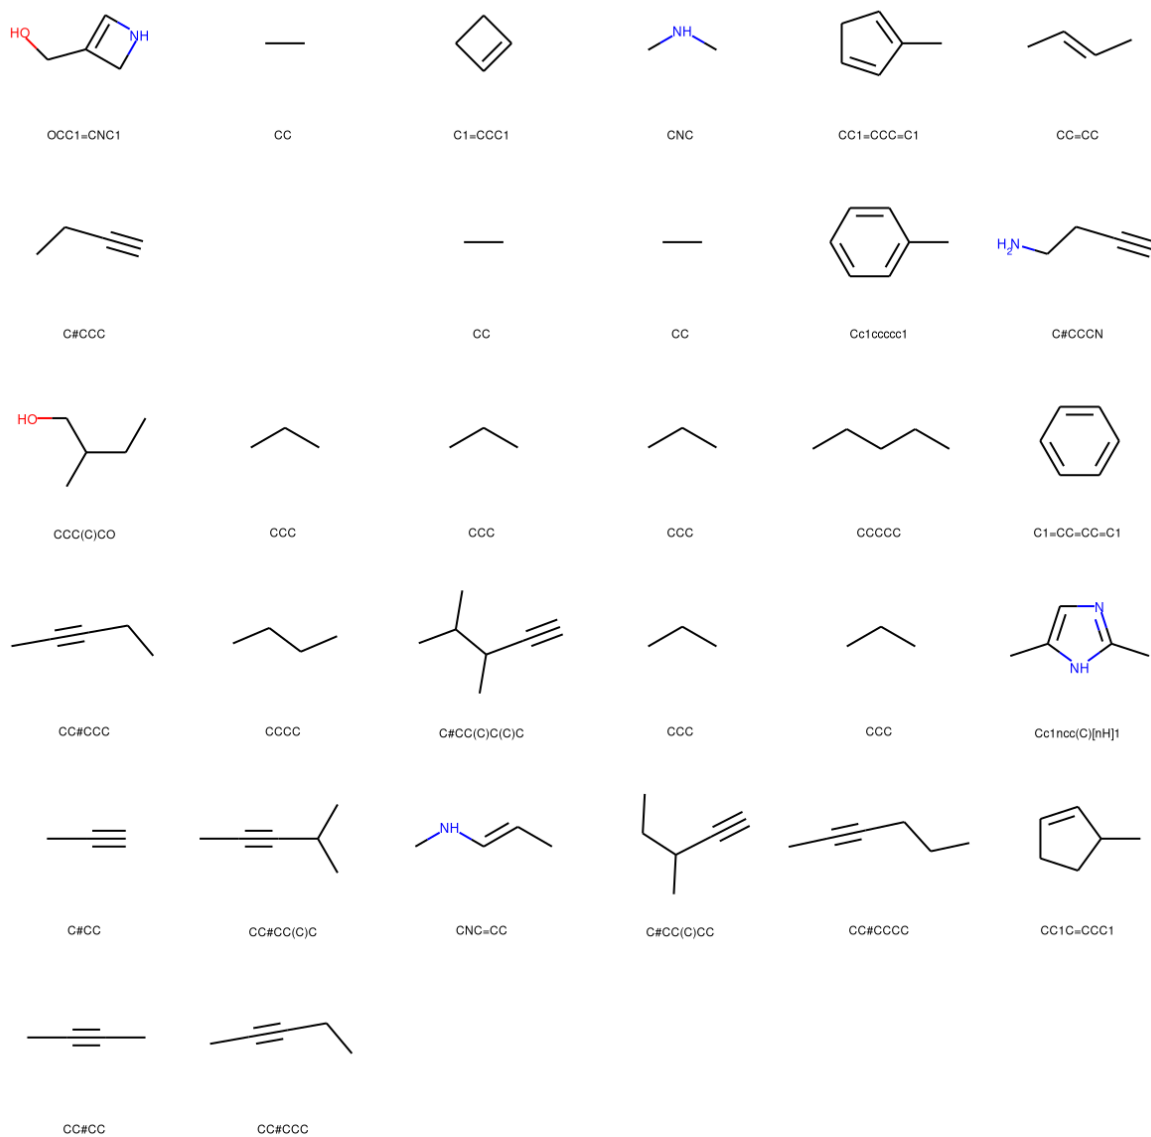 HO
NH
NH
OCC1=CNC1
CC
C1=CCC1
CNC
CC1=CCC=C1
CC=CC
H2N
C#CCC
CC
CC
Cc1ccccc1
C#CCCN
HO
CCC(C)CO
CCC
CCC
CCC
CCCCC
C1=CC=CC=C1
N
NH
CC#CCC
CCCC
C#CC(C)C(C)C
CCC
CCC
Cc1ncc(C)[nH]1
NH
C#CC
CC#CC(C)C
CNC=CC
C#CC(C)CC
CC#CCCC
CC1C=CCC1
CC#CC
CC#CCC